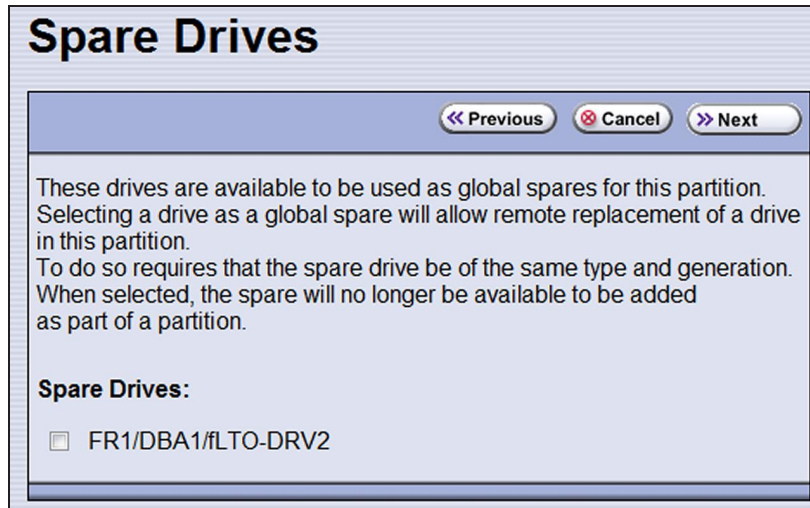 Spare Drives
Previous
Cancel
Next
These drives are available to be used as global spares for this partition.
Selecting a drive as a global spare will allow remote replacement of a drive
in this partition.
To do so requires that the spare drive be of the same type and generation.
When selected, the spare will no longer be available to be added
as part of a partition.
Spare Drives:
FR1/DBA1/fLTO-DRV2